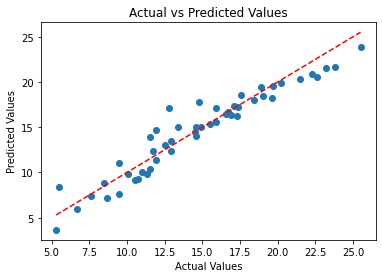 Actual vs Predicted Values
25
20
15
10
5
Predicted Values
5.0 7.5 10.0 12.5 15.0 17.5 20.0 22.5 25.0
Actual Values